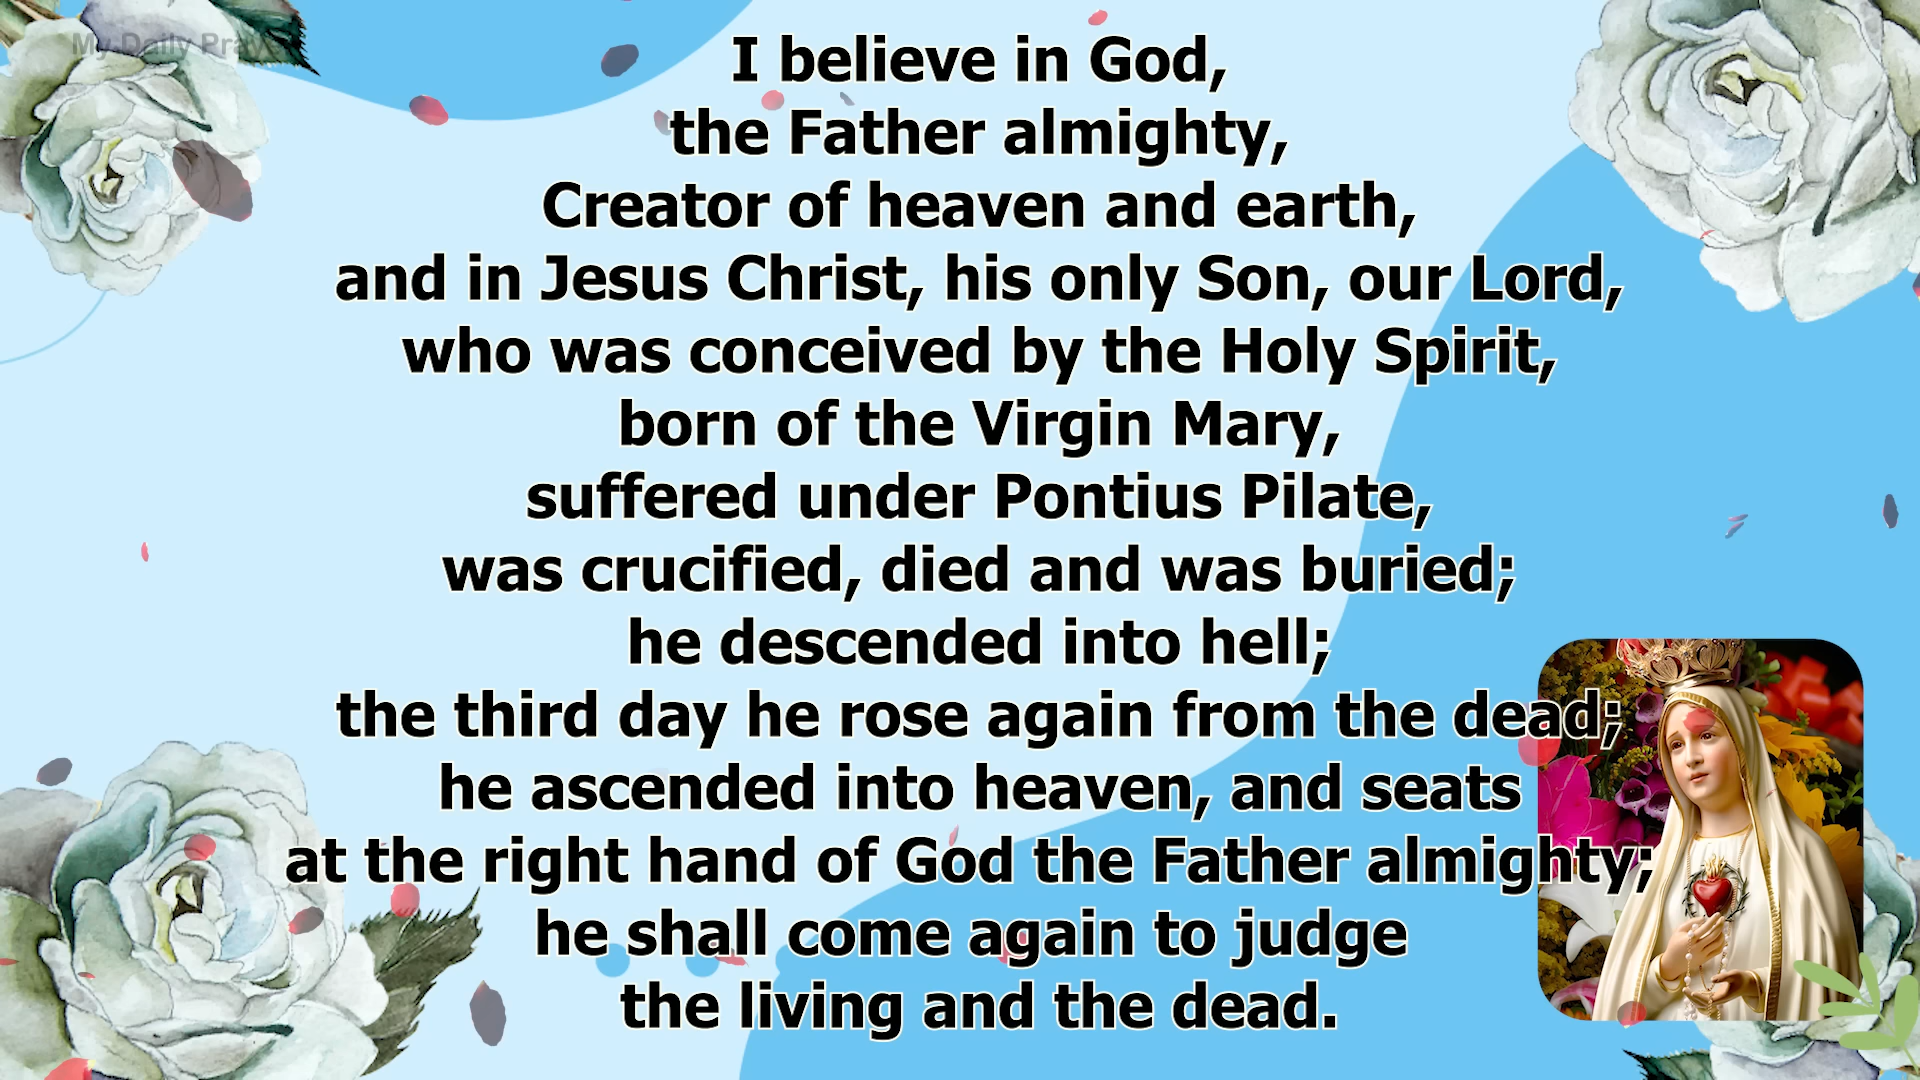 My Daily Prayer
I believe in God,
the Father almighty,
Creator of heaven and earth,
and in Jesus Christ, his only Son, our Lord,
who was conceived by the Holy Spirit,
born of the Virgin Mary,
suffered under Pontius Pilate,
was crucified, died and was buried;
he descended into hell;
the third day he rose again from the dead;
he ascended into heaven, and seats
at the right hand of God the Father almighty;
he shall come again to judge
the living and the dead.